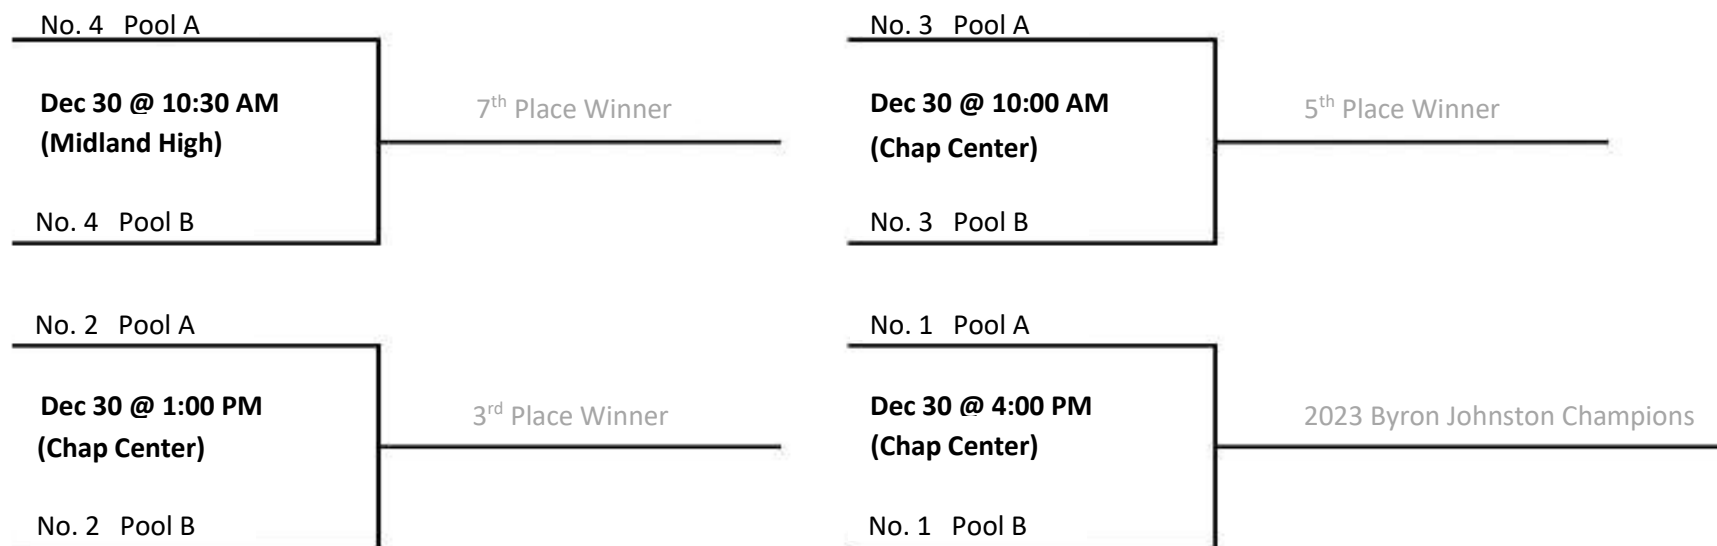 No. 4 Pool A
Dec 30 @ 10:30 AM
(Midland High)
7th Place Winner
No. 4 Pool B
No. 3 Pool A
Dec 30 @ 10:00 AM
(Chap Center)
5th Place Winner
No. 3 Pool B
No. 2 Pool A
Dec 30 @ 1:00 PM
(Chap Center)
3rd Place Winner
No. 2 Pool B
No. 1 Pool A
Dec 30 @ 4:00 PM
(Chap Center)
2023 Byron Johnston Champions
No. 1 Pool B